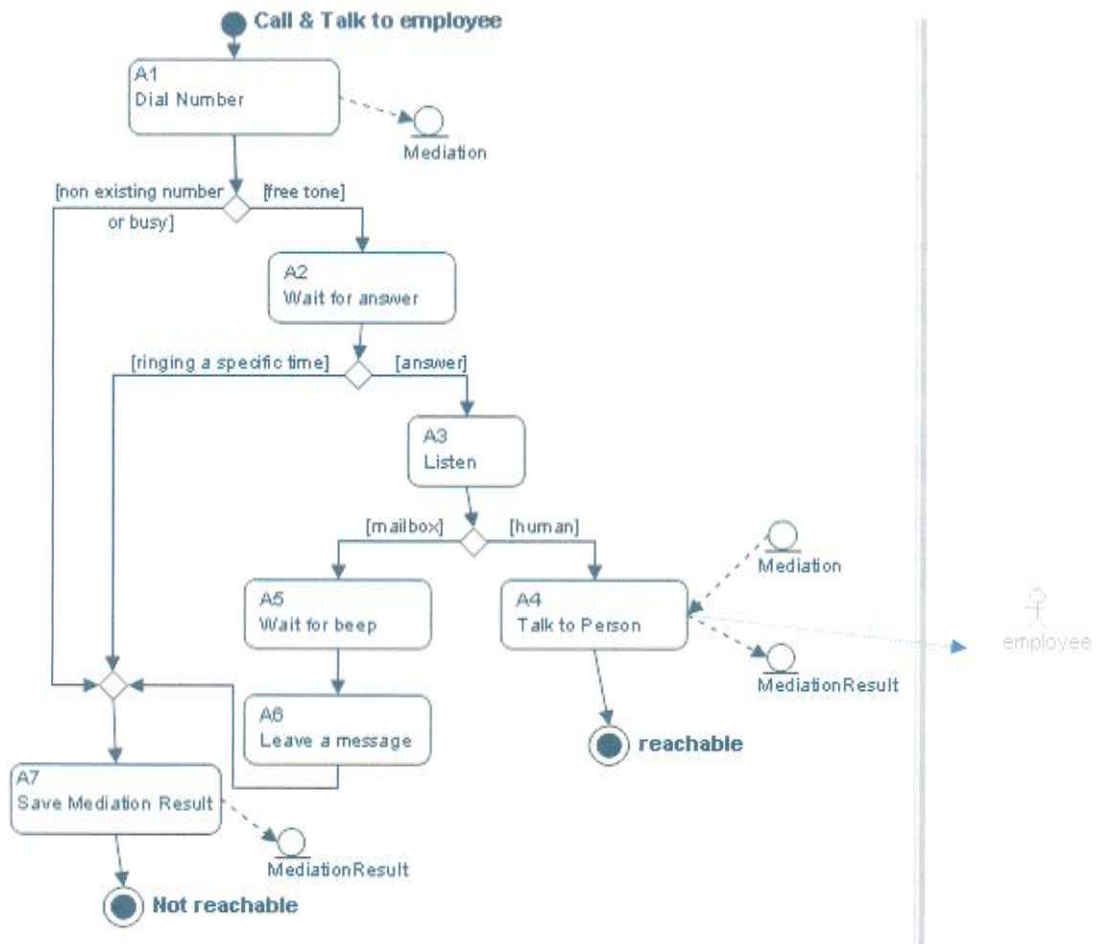 Call & Talk to employee
A1
Dial Number
Mediation
[non existing number
or busy]
[free tone]
A2
Wait for answer
[ringing a specific time]
[answer]
A3
Listen
[mailbox]
[human]
Mediation
A5
Wait for beep
A4
Talk to Person
employee
MediationResult
A6
Leave a message
reachable
A7
Save Mediation Result
MediationResult
Not reachable